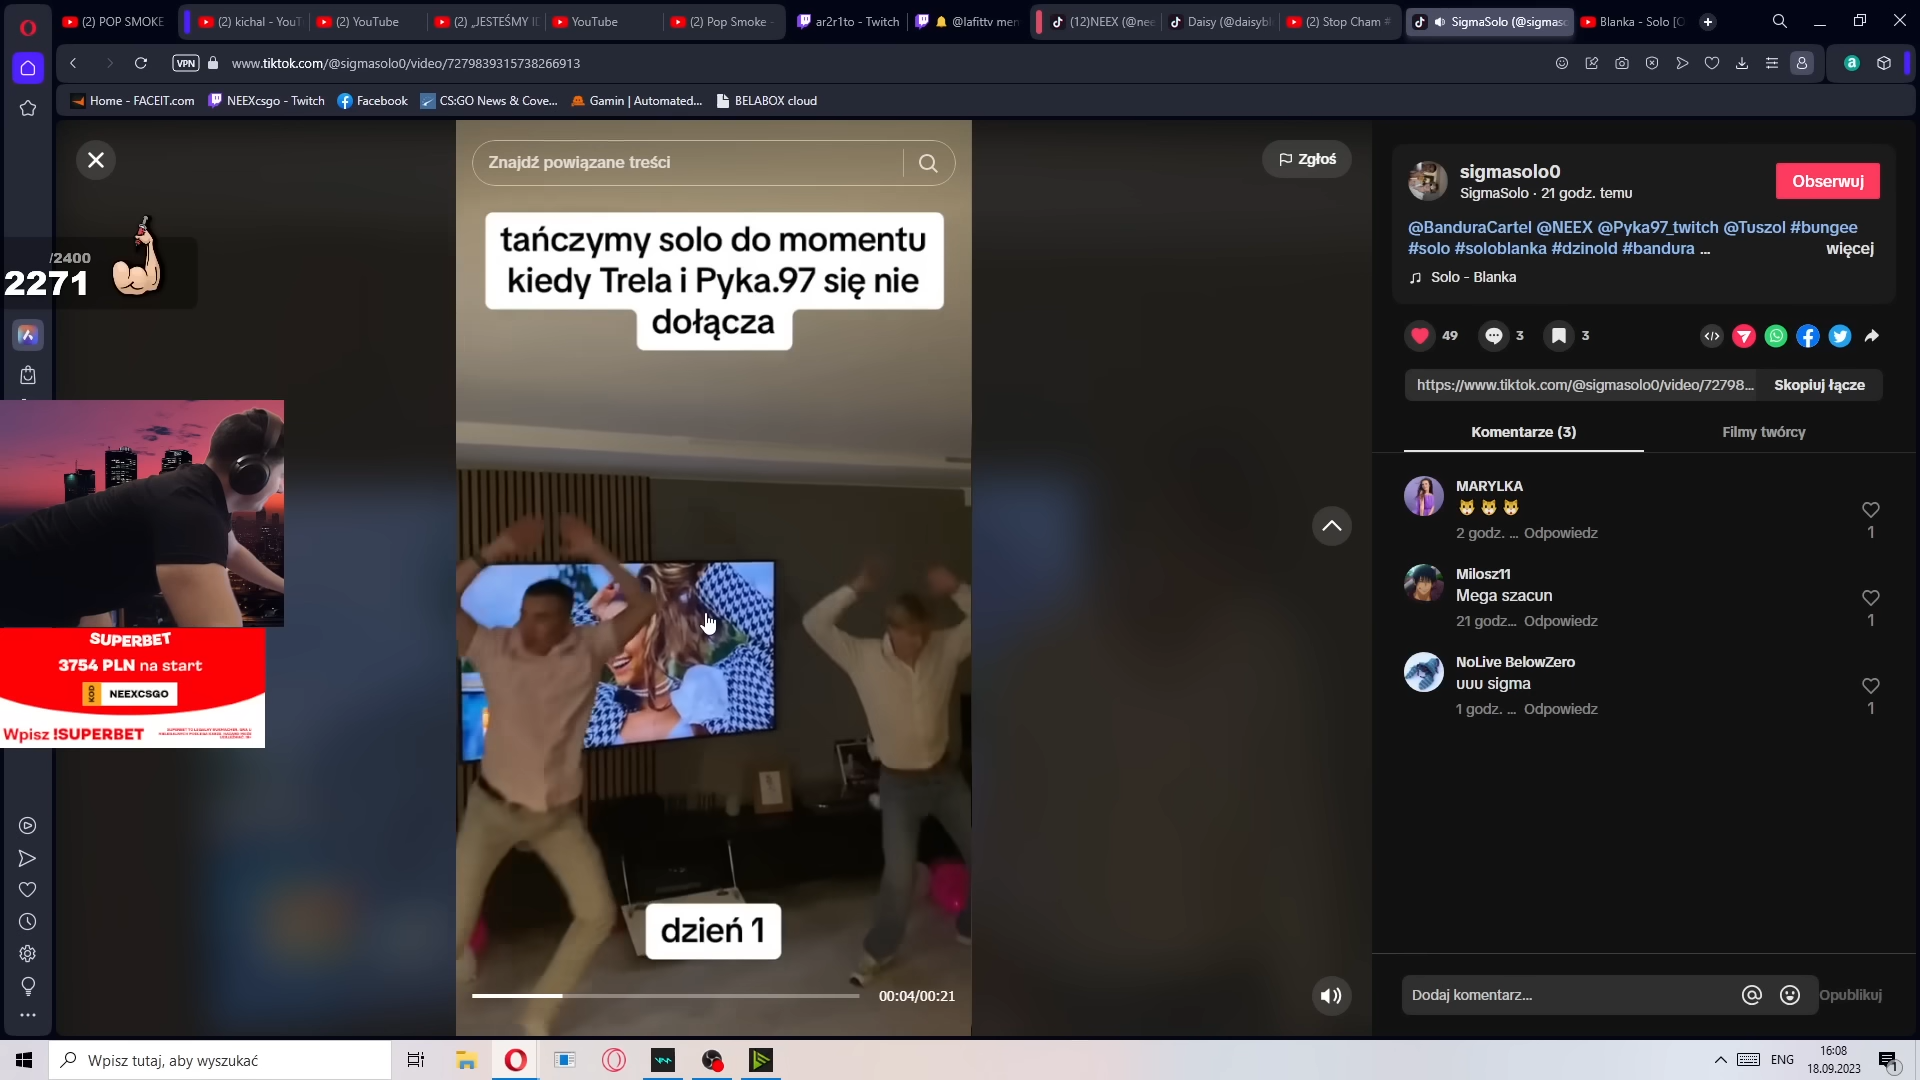 (2) POP SMOKE
(2) kichal - YouT
(2) YouTube
(2) „JESTEŚMY
YouTube
(2) Pop Smoke -
ar2r1to - Twitch
@lafittv men
(12)NEEX (@nee
Daisy (@daisybl
(2) Stop Cham #
SigmaSolo (@sigmaso
Blanka - Solo [O
VPN
www.tiktok.com/@sigmasolo0/video/7279839315738266913
Home - FACEIT.com
NEEXcsgo - Twitch
Facebook
CS:GO News & Cove...
Gamin | Automated...
BELABOX cloud
Znajdź powiązane treści
Zgłoś
tańczymy solo do momentu
kiedy Trela i Pyka.97 się nie
dołącza
/2400
2271
SUPERBET
3754 PLN na start
KOD NEEXCSGO
Wpisz !SUPERBET
dzień 1
00:04/00:21
sigmasolo0
SigmaSolo · 21 godz. temu
Obserwuj
@BanduraCartel @NEEX @Pyka97_twitch @Tuszol #bungee
#solo #soloblanka #dzinold #bandura ...
więcej
Solo - Blanka
49
3
3
https://www.tiktok.com/@sigmasolo0/video/72798...
Skopiuj łącze
Komentarze (3)
Filmy twórcy
MARYLKA
🐯 🐯 🐯
2 godz. ... Odpowiedz
1
Milosz11
Mega szacun
21 godz... Odpowiedz
1
NoLive BelowZero
uuu sigma
1 godz. ... Odpowiedz
1
Dodaj komentarz...
Opublikuj
Wpisz tutaj, aby wyszukać
ENG
16:08
18.09.2023
1